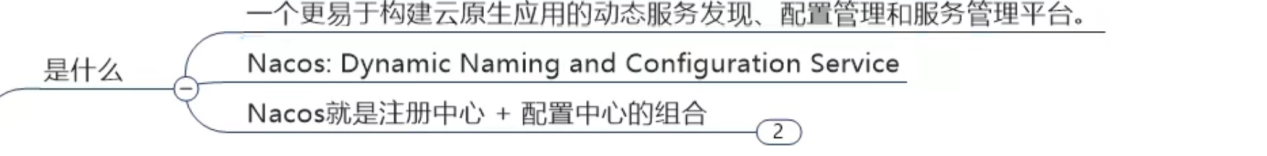 一个更易于构建云原生应用的动态服务发现、配置管理和服务管理平台。
是什么
Nacos: Dynamic Naming and Configuration Service
Nacos就是注册中心 + 配置中心的组合
2